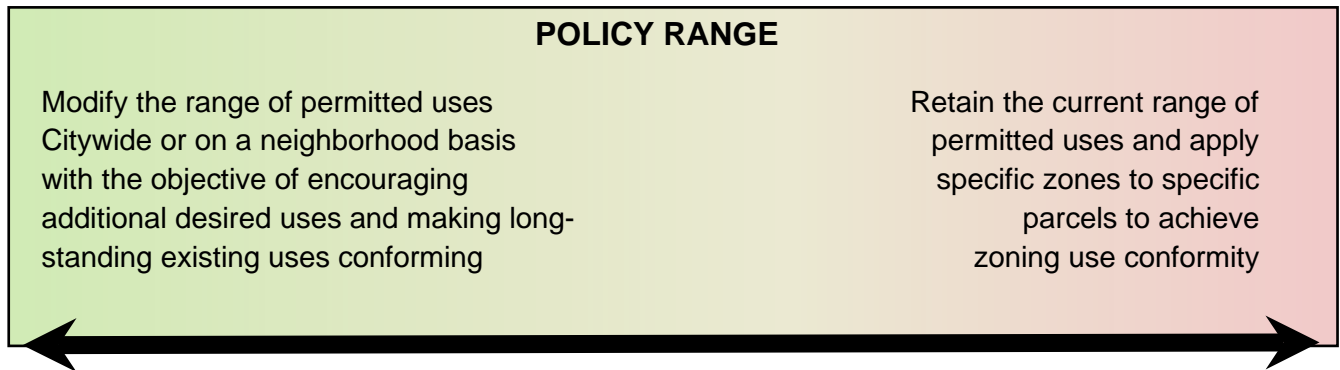 POLICY RANGE
Modify the range of permitted uses
Citywide or on a neighborhood basis
with the objective of encouraging
additional desired uses and making long-
standing existing uses conforming
Retain the current range of
permitted uses and apply
specific zones to specific
parcels to achieve
zoning use conformity